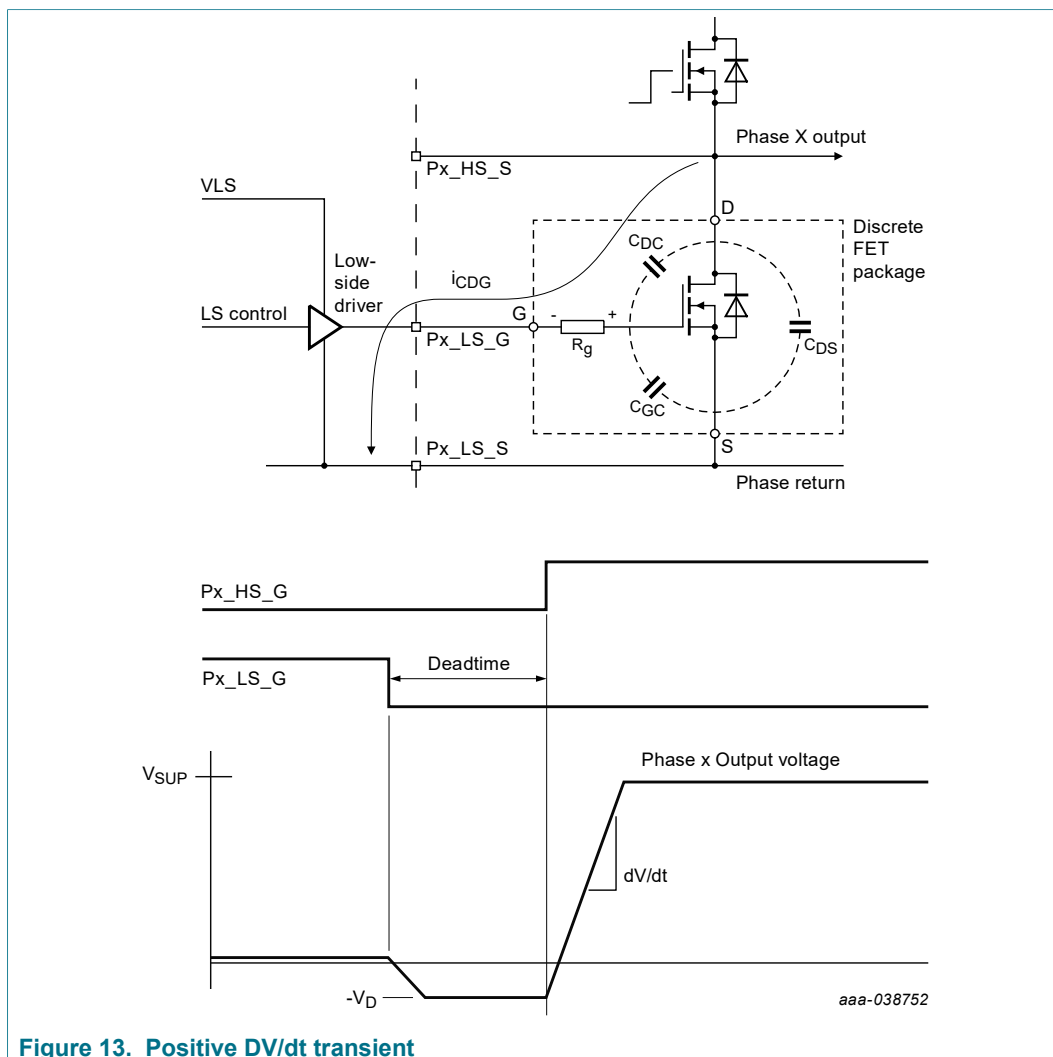 Phase X output
Px_HS_S
VLS
D
Discrete
FET
package
CDC
Low-
side
driver
iCDG
G
-
+
LS control
Px_LS_G
Rg
CDS
CGC
Px_LS_S
S
Phase return
Px_HS_G
Deadtime
Px_LS_G
Phase x Output voltage
VSUP
dV/dt
-VD
aaa-038752
Figure 13. Positive DV/dt transient